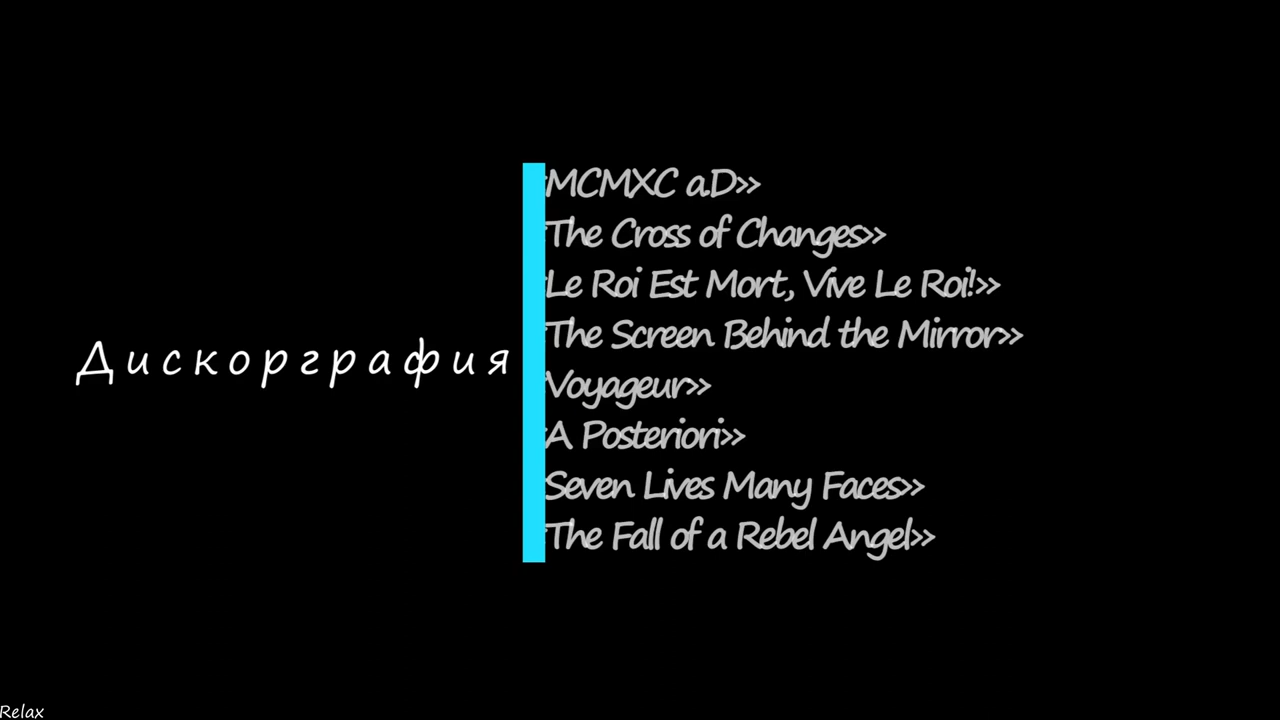 Дискорграфия
MCMXC a.D»
The Cross of Changes»
Le Roi Est Mort, Vive Le Roi!»
The Screen Behind the Mirror»
Voyageur»
A Posteriori»
Seven Lives Many Faces»
The Fall of a Rebel Angel»
Relax